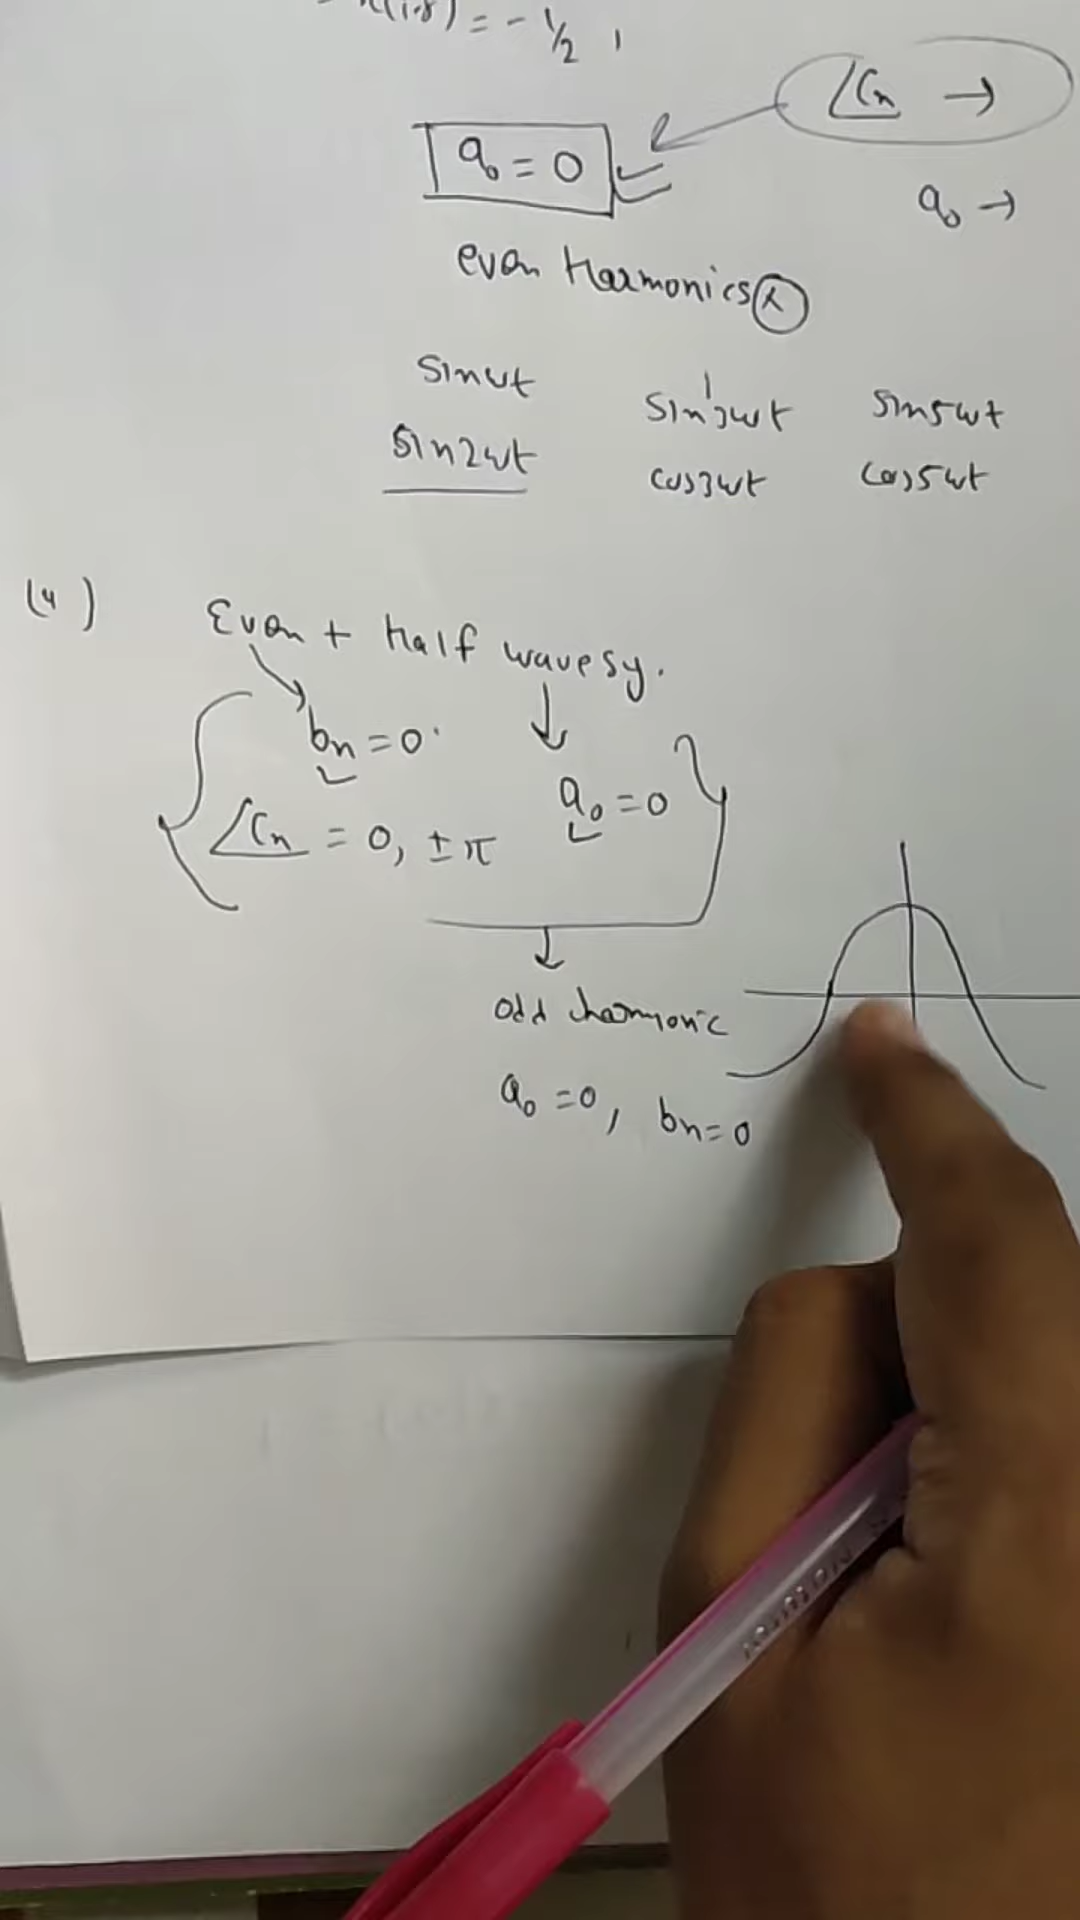 = - 1/2 ,
∠Cn →
a₀ = 0
a₀ →
even Harmonics x
sinωt sin3ωt sin5ωt
sin2ωt cos3ωt cos5ωt
(4) Even + Half wave sy.
bn = 0
a₀ = 0
∠Cn = 0, ± π
odd harmonic
a₀ = 0, bn = 0